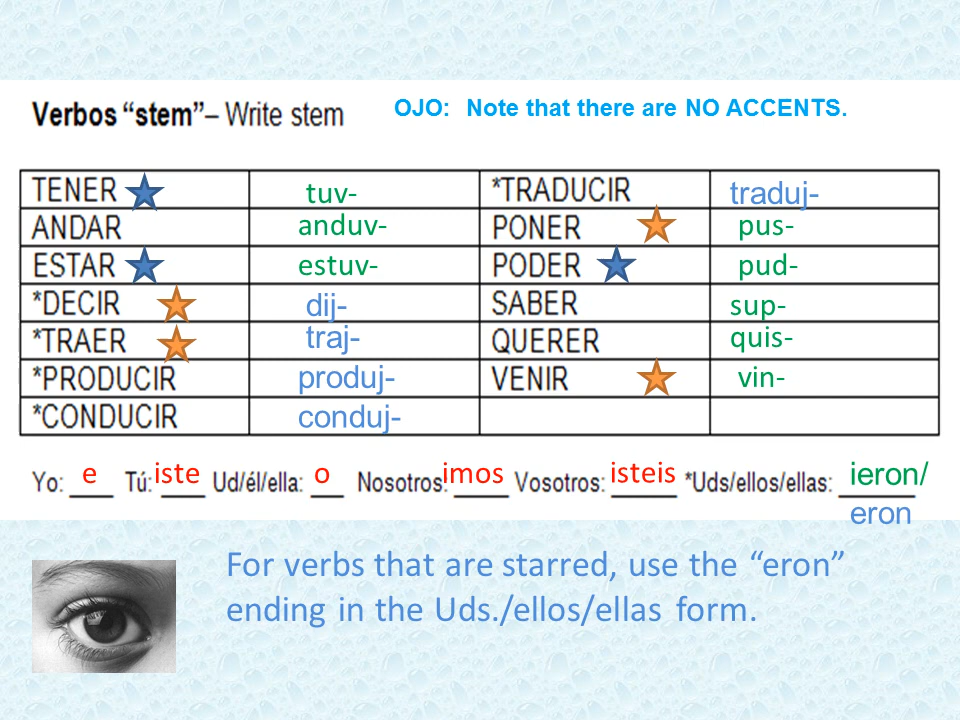 Verbos “stem”– Write stem
OJO: Note that there are NO ACCENTS.
TENER tuv- *TRADUCIR traduj-
ANDAR anduv- PONER pus-
ESTAR estuv- PODER pud-
*DECIR dij- SABER sup-
*TRAER traj- QUERER quis-
*PRODUCIR produj- VENIR vin-
*CONDUCIR conduj-
Yo: e Tú: iste Ud/él/ella: o Nosotros: imos Vosotros: isteis *Uds/ellos/ellas: ieron/
eron
For verbs that are starred, use the “eron”
ending in the Uds./ellos/ellas form.